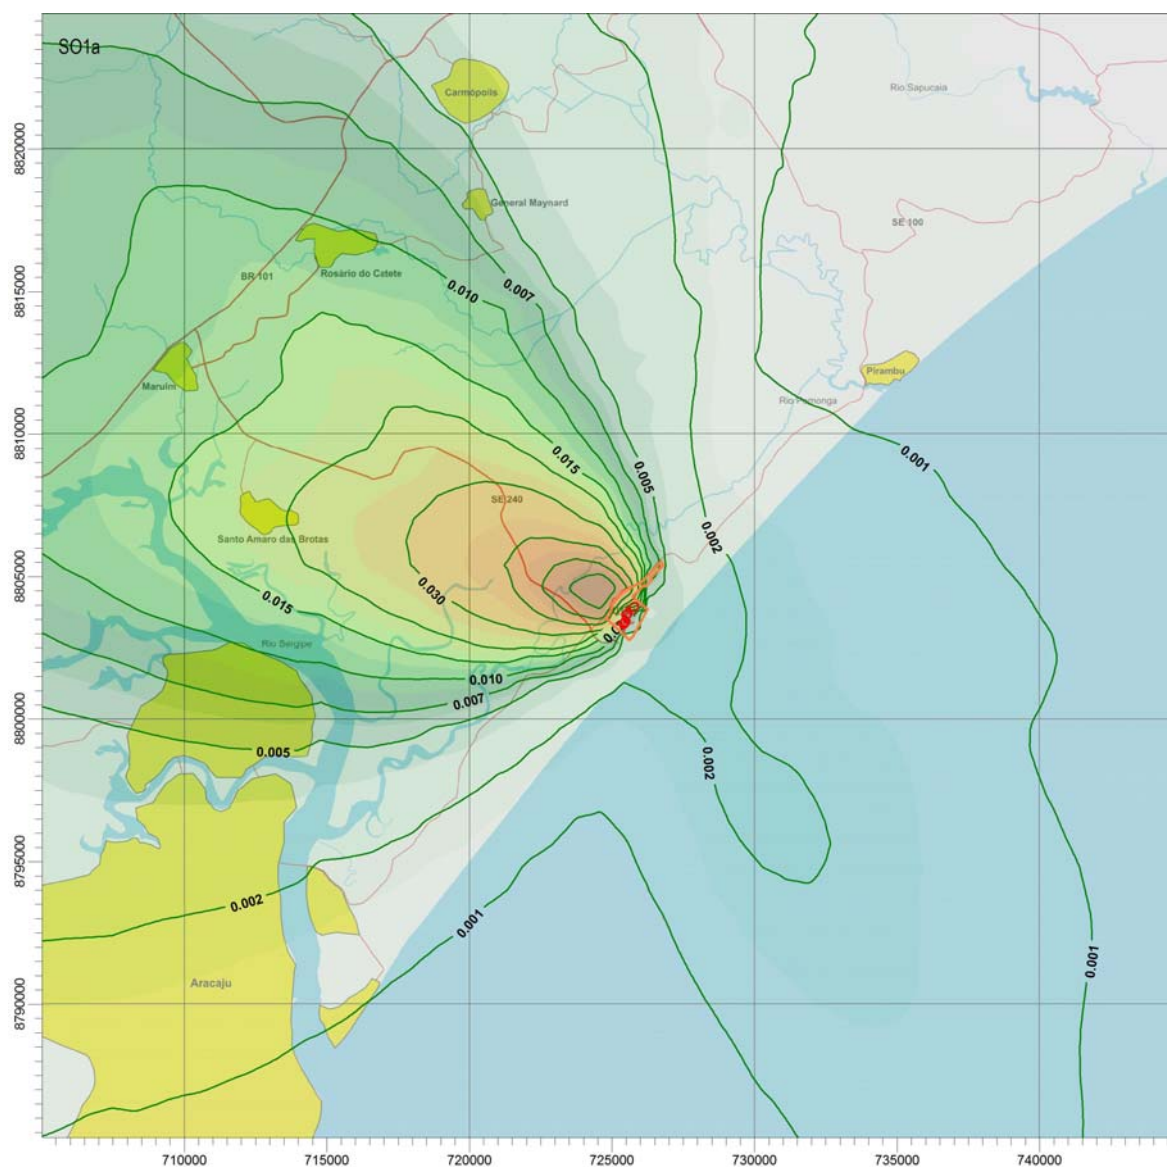 SO1a
Carmópolis
Rio Sapucaia
8820000
General Maynard
SE 100
Rosário do Catete
BR 101
0.010
0.007
8815000
Maruim
Pirambu
Rio Pomonga
8810000
0.015
0.001
0.005
SE 240
0.002
Santo Amaro das Brotas
8805000
0.030
0.015
Rio Sergipe
0.010
0.007
8800000
0.005
0.002
8795000
0.002
0.001
0.001
Aracaju
8790000
710000 715000 720000 725000 730000 735000 740000